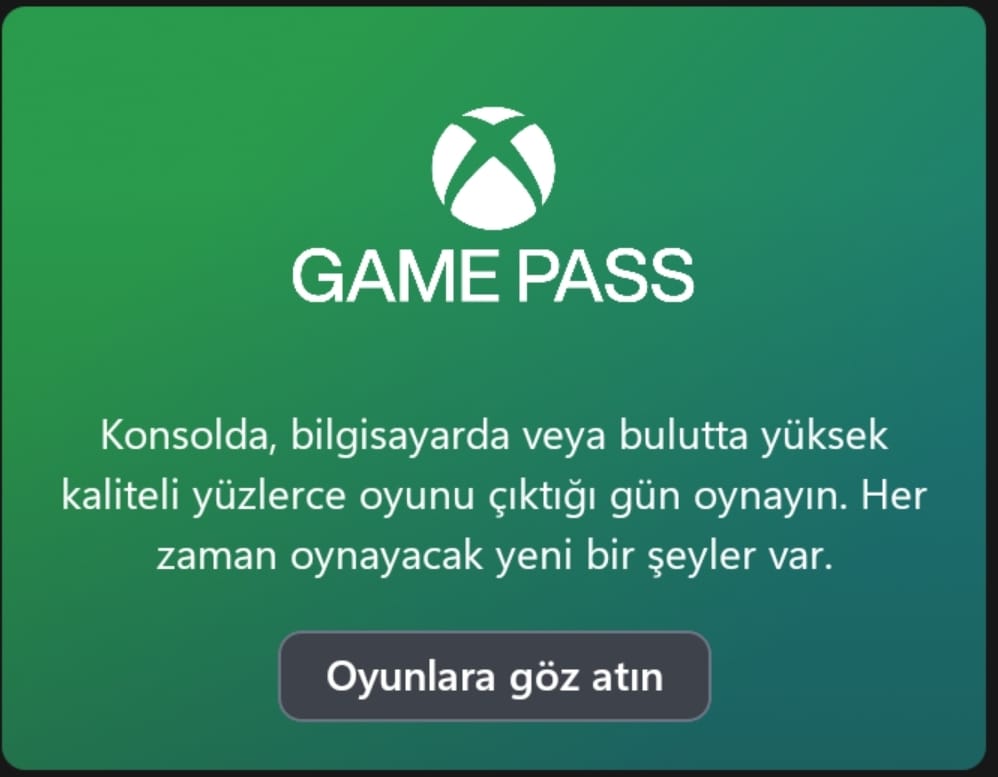 GAME PASS
Konsolda, bilgisayarda veya bulutta yüksek
kaliteli yüzlerce oyunu çıktığı gün oynayın. Her
zaman oynayacak yeni bir şeyler var.
Oyunlara göz atın